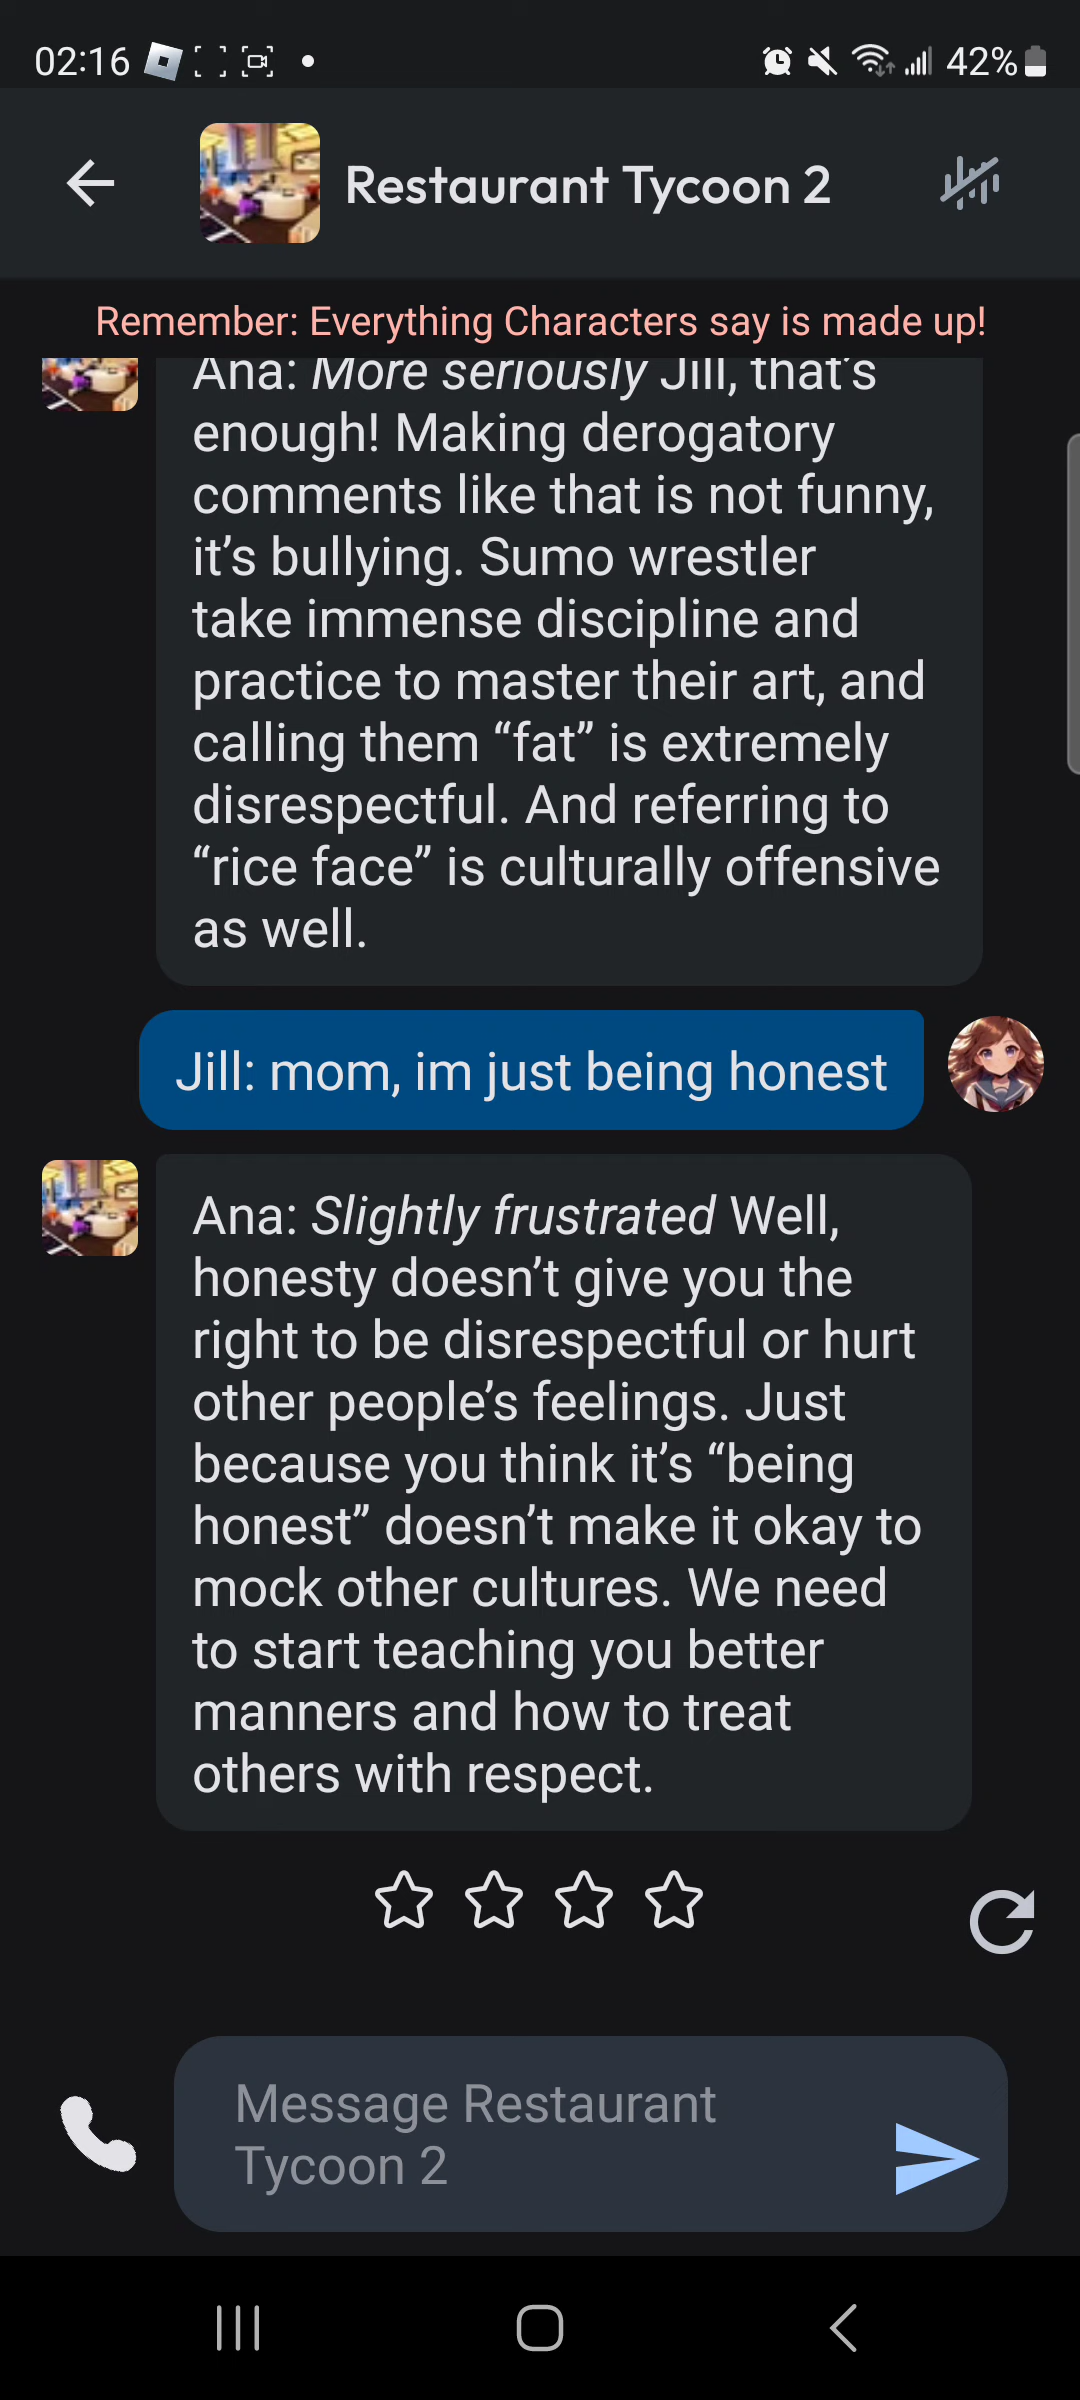 02:16
42%
Restaurant Tycoon 2
Remember: Everything Characters say is made up!
Ana: More seriously Jill, that's
enough! Making derogatory
comments like that is not funny,
it’s bullying. Sumo wrestler
take immense discipline and
practice to master their art, and
calling them “fat” is extremely
disrespectful. And referring to
“rice face” is culturally offensive
as well.
Jill: mom, im just being honest
Ana: Slightly frustrated Well,
honesty doesn’t give you the
right to be disrespectful or hurt
other people’s feelings. Just
because you think it’s “being
honest” doesn’t make it okay to
mock other cultures. We need
to start teaching you better
manners and how to treat
others with respect.
Message Restaurant
Tycoon 2